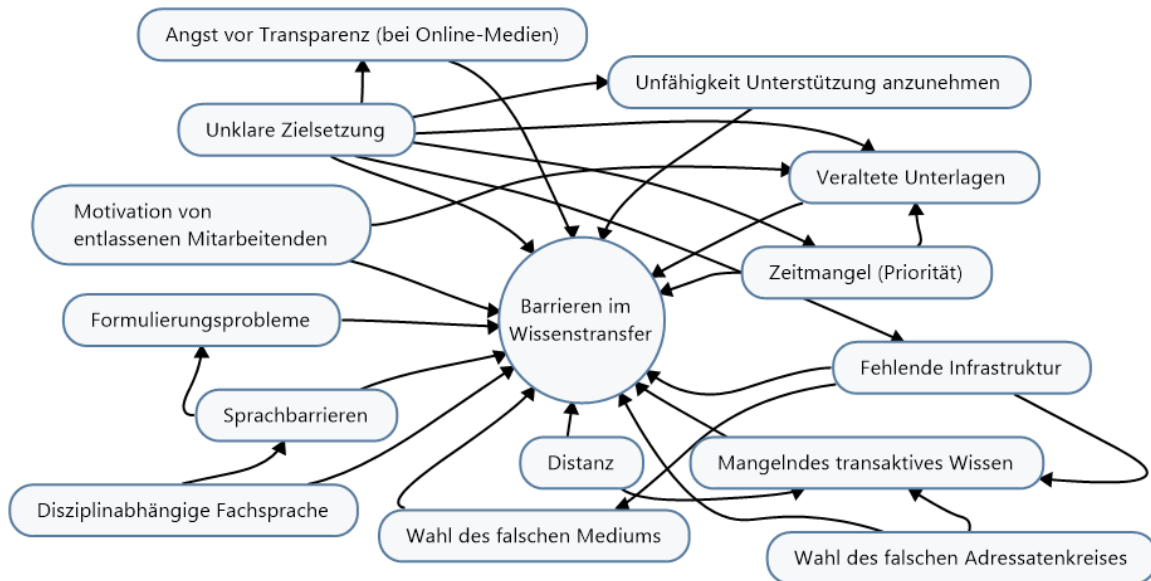 Angst vor Transparenz (bei Online-Medien)
Unfähigkeit Unterstützung anzunehmen
Unklare Zielsetzung
Veraltete Unterlagen
Motivation von
entlassenen Mitarbeitenden
Zeitmangel (Priorität)
Barrieren im
Wissenstransfer
Formulierungsprobleme
Fehlende Infrastruktur
Sprachbarrieren
Distanz
Mangelndes transaktives Wissen
Disziplinabhängige Fachsprache
Wahl des falschen Mediums
Wahl des falschen Adressatenkreises